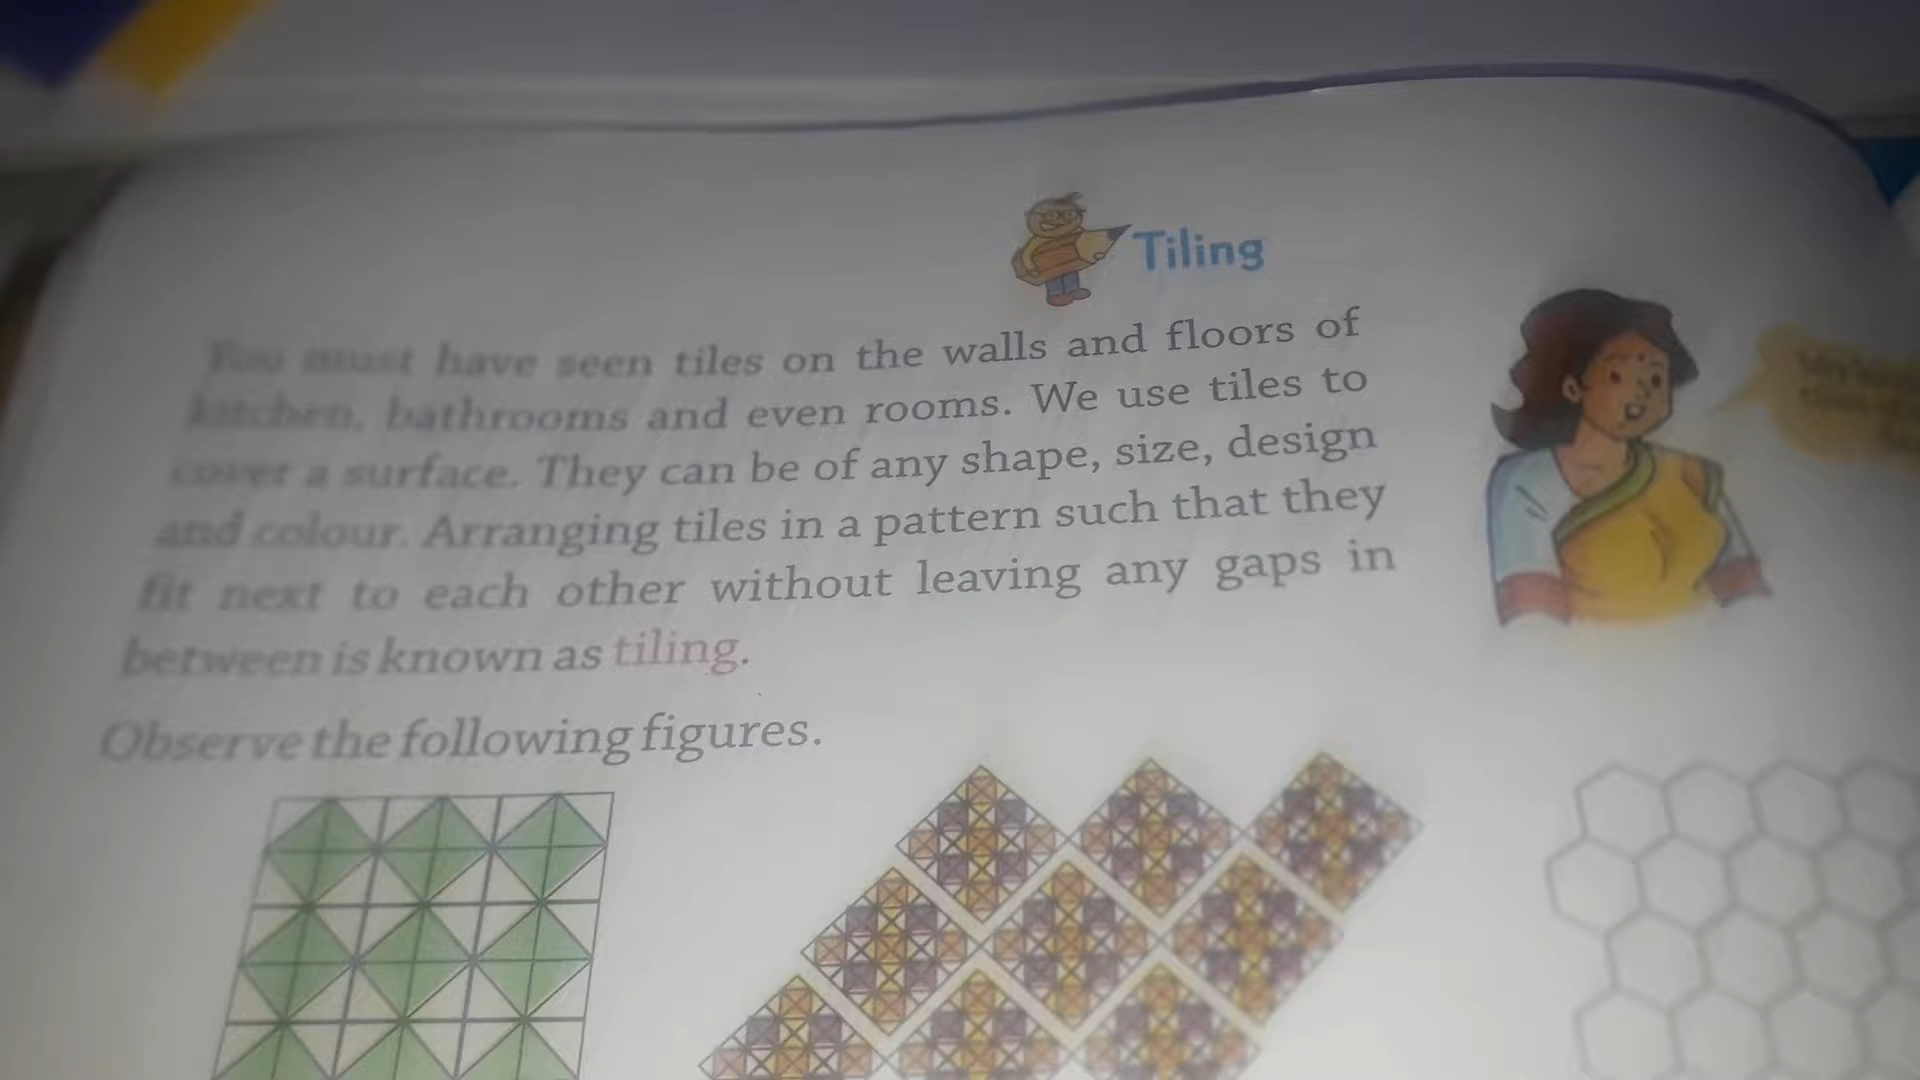 Tiling
You must have seen tiles on the walls and floors of
kitchen, bathrooms and even rooms. We use tiles to
cover a surface. They can be of any shape, size, design
and colour. Arranging tiles in a pattern such that they
fit next to each other without leaving any gaps in
between is known as tiling.
Observe the following figures.